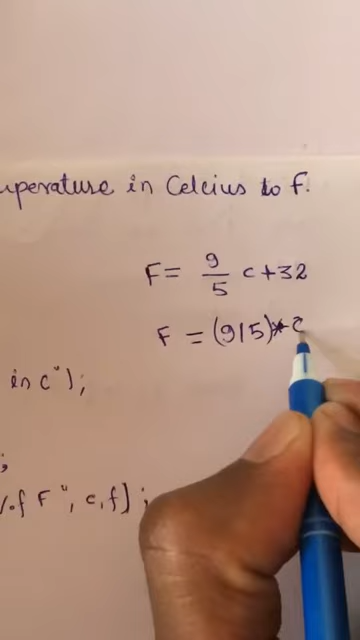 perature in Celcius to F.
F = 9/5 c + 32
F = (9/5)* c
in c");
;
%f F", c, f);